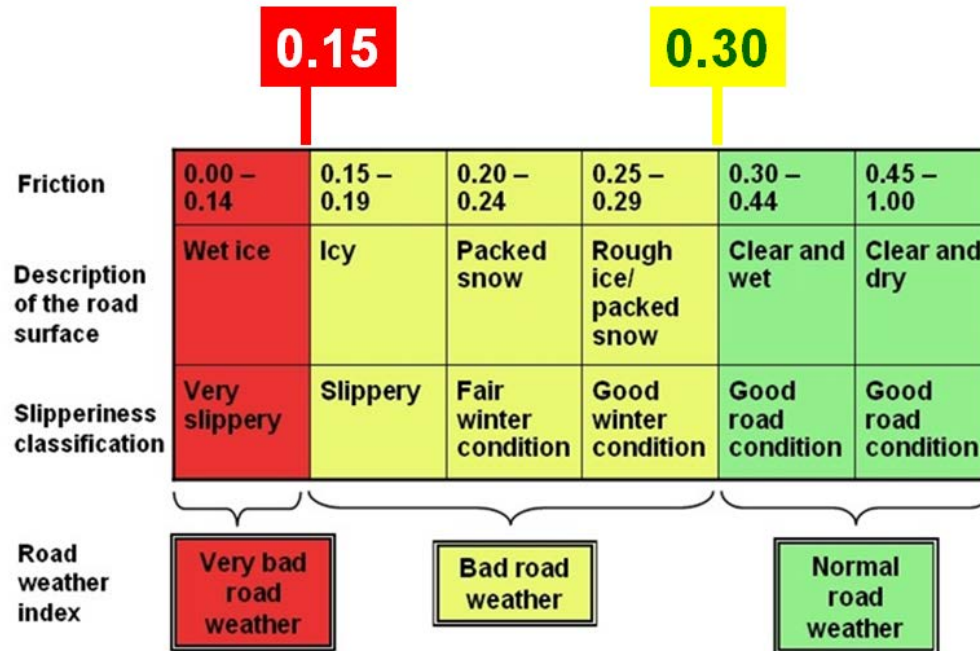 0.15
0.30
Friction
0.00 –
0.14
0.15 –
0.19
0.20 –
0.24
0.25 –
0.29
0.30 –
0.44
0.45 –
1.00
Description
of the road
surface
Wet ice
Icy
Packed
snow
Rough
ice/
packed
snow
Clear and
wet
Clear and
dry
Slipperiness
classification
Very
slippery
Slippery
Fair
winter
condition
Good
winter
condition
Good
road
condition
Good
road
condition
Road
weather
index
Very bad
road
weather
Bad road
weather
Normal
road
weather